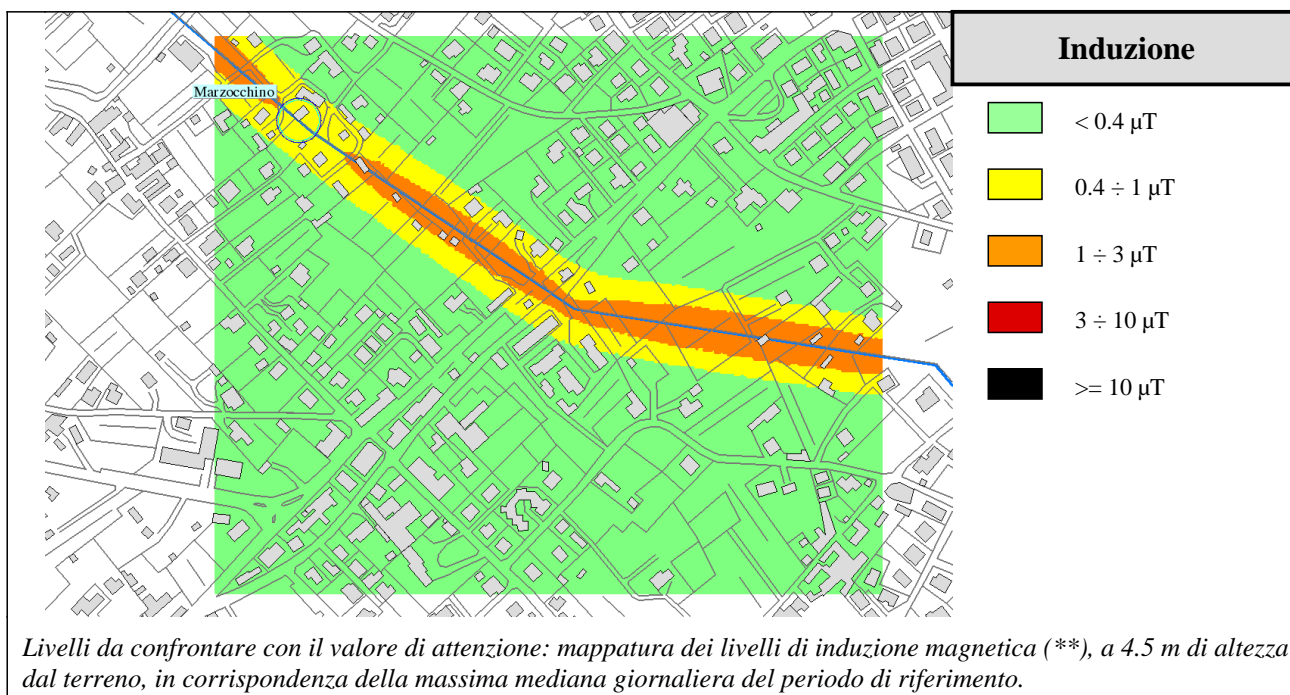 Induzione
Marzocchino
< 0.4 µT
0.4 ÷ 1 µT
1 ÷ 3 µT
3 ÷ 10 µT
>= 10 µT
Livelli da confrontare con il valore di attenzione: mappatura dei livelli di induzione magnetica (**), a 4.5 m di altezza
dal terreno, in corrispondenza della massima mediana giornaliera del periodo di riferimento.